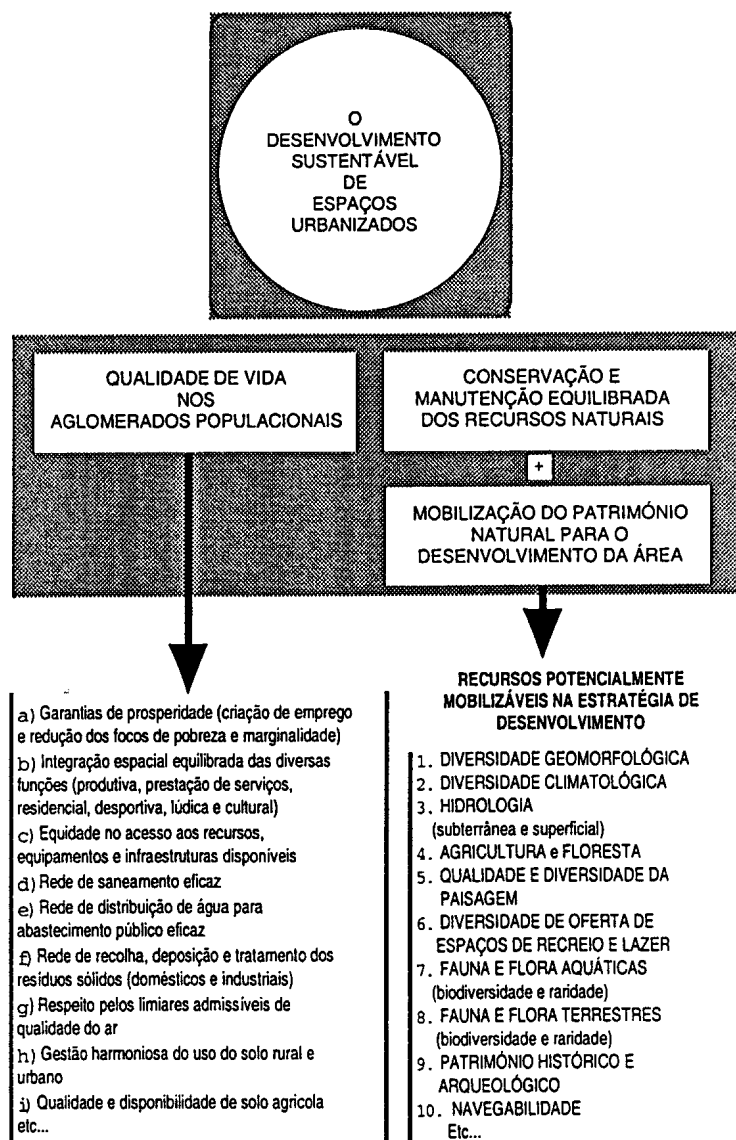 O
DESENVOLVIMENTO
SUSTENTÁVEL
DE
ESPAÇOS
URBANIZADOS
QUALIDADE DE VIDA
NOS
AGLOMERADOS POPULACIONAIS
CONSERVAÇÃO E
MANUTENÇÃO EQUILIBRADA
DOS RECURSOS NATURAIS
+
MOBILIZAÇÃO DO PATRIMÓNIO
NATURAL PARA O
DESENVOLVIMENTO DA ÁREA
a) Garantias de prosperidade (criação de emprego
e redução dos focos de pobreza e marginalidade)
b) Integração espacial equilibrada das diversas
funções (produtiva, prestação de serviços,
residencial, desportiva, lúdica e cultural)
c) Equidade no acesso aos recursos,
equipamentos e infraestruturas disponíveis
d) Rede de saneamento eficaz
e) Rede de distribuição de água para
abastecimento público eficaz
f) Rede de recolha, deposição e tratamento dos
resíduos sólidos (domésticos e industriais)
g) Respeito pelos limiares admissíveis de
qualidade do ar
h) Gestão harmoniosa do uso do solo rural e
urbano
i) Qualidade e disponibilidade de solo agricola
etc...
RECURSOS POTENCIALMENTE
MOBILIZÁVEIS NA ESTRATÉGIA DE
DESENVOLVIMENTO
1. DIVERSIDADE GEOMORFOLÓGICA
2. DIVERSIDADE CLIMATOLÓGICA
3. HIDROLOGIA
(subterrânea e superficial)
4. AGRICULTURA e FLORESTA
5. QUALIDADE E DIVERSIDADE DA
PAISAGEM
6. DIVERSIDADE DE OFERTA DE
ESPAÇOS DE RECREIO E LAZER
7. FAUNA E FLORA AQUÁTICAS
(biodiversidade e raridade)
8. FAUNA E FLORA TERRESTRES
(biodiversidade e raridade)
9. PATRIMÓNIO HISTÓRICO E
ARQUEOLÓGICO
10. NAVEGABILIDADE
Etc...